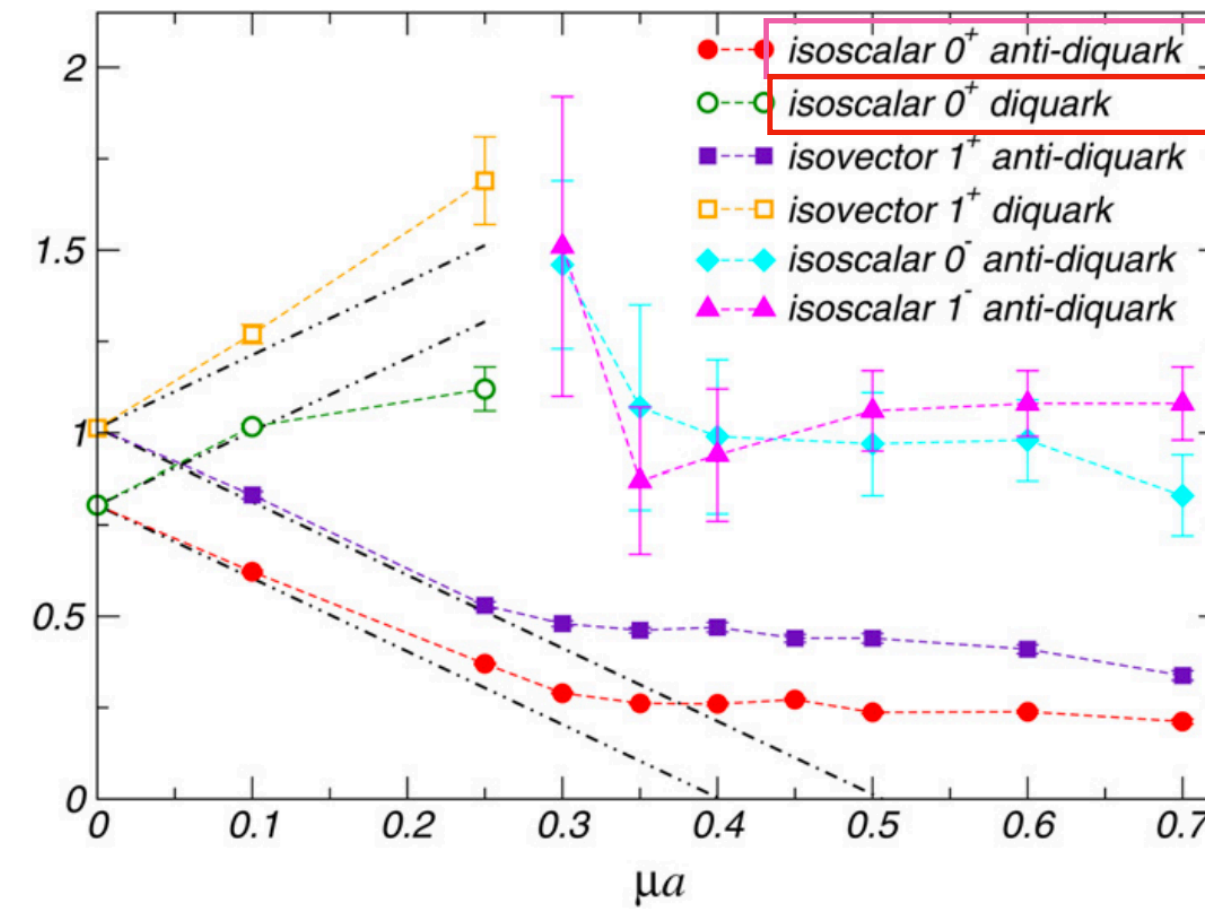 2
1.5
1
0.5
0
isoscalar 0⁺ anti-diquark
isoscalar 0⁺ diquark
isovector 1⁺ anti-diquark
isovector 1⁺ diquark
isoscalar 0⁻ anti-diquark
isoscalar 1⁻ anti-diquark
0 0.1 0.2 0.3 0.4 0.5 0.6 0.7
μa